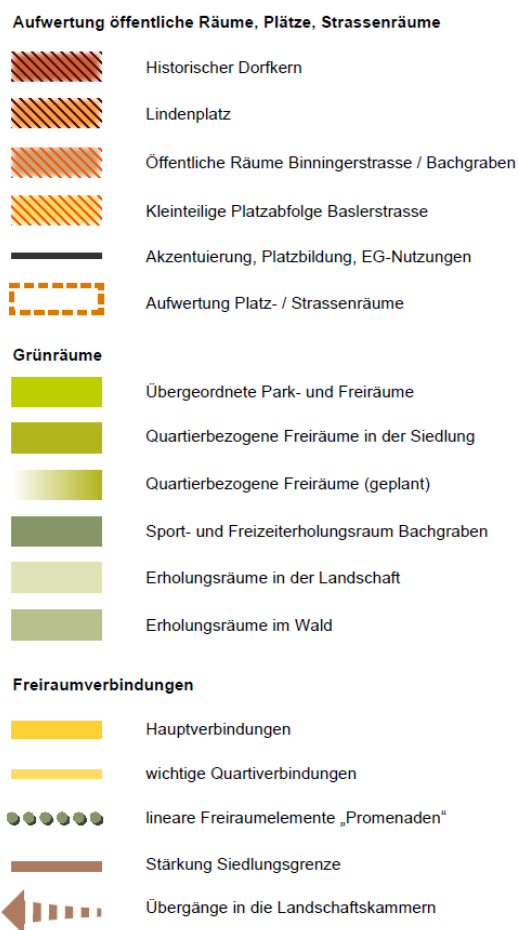 Aufwertung öffentliche Räume, Plätze, Strassenräume
Historischer Dorfkern
Lindenplatz
Öffentliche Räume Binningerstrasse / Bachgraben
Kleinteilige Platzabfolge Baslerstrasse
Akzentuierung, Platzbildung, EG-Nutzungen
Aufwertung Platz- / Strassenräume
Grünräume
Übergeordnete Park- und Freiräume
Quartierbezogene Freiräume in der Siedlung
Quartierbezogene Freiräume (geplant)
Sport- und Freizeiterholungsraum Bachgraben
Erholungsräume in der Landschaft
Erholungsräume im Wald
Freiraumverbindungen
Hauptverbindungen
wichtige Quartiverbindungen
lineare Freiraumelemente „Promenaden“
Stärkung Siedlungsgrenze
Übergänge in die Landschaftskammern